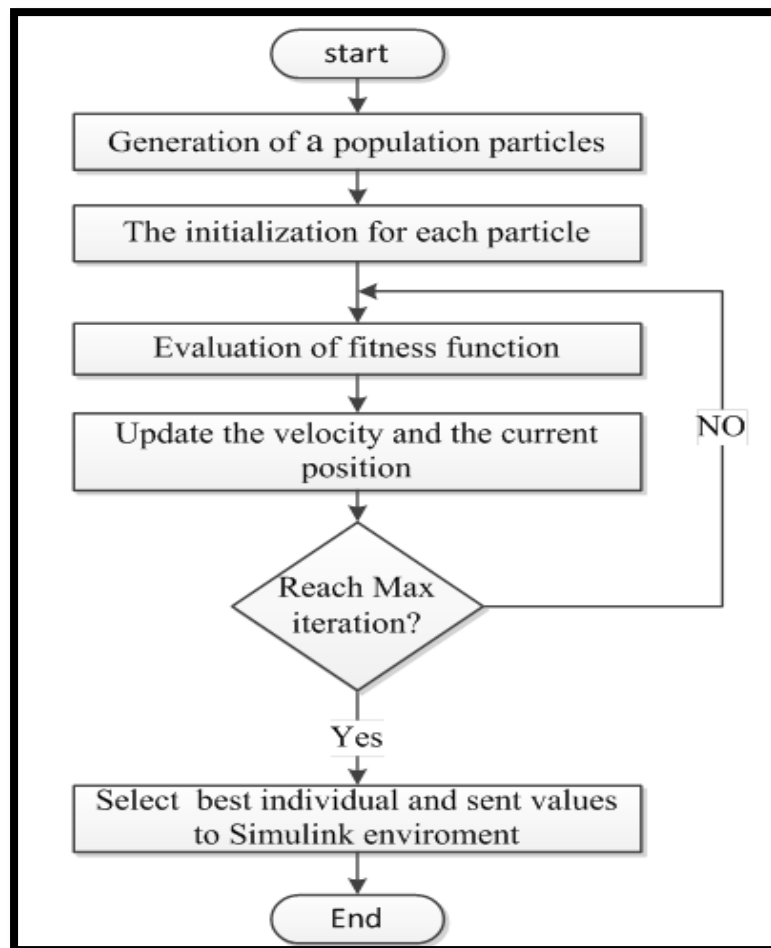 start
Generation of a population particles
The initialization for each particle
Evaluation of fitness function
Update the velocity and the current
position
NO
Reach Max
iteration?
Yes
Select best individual and sent values
to Simulink enviroment
End